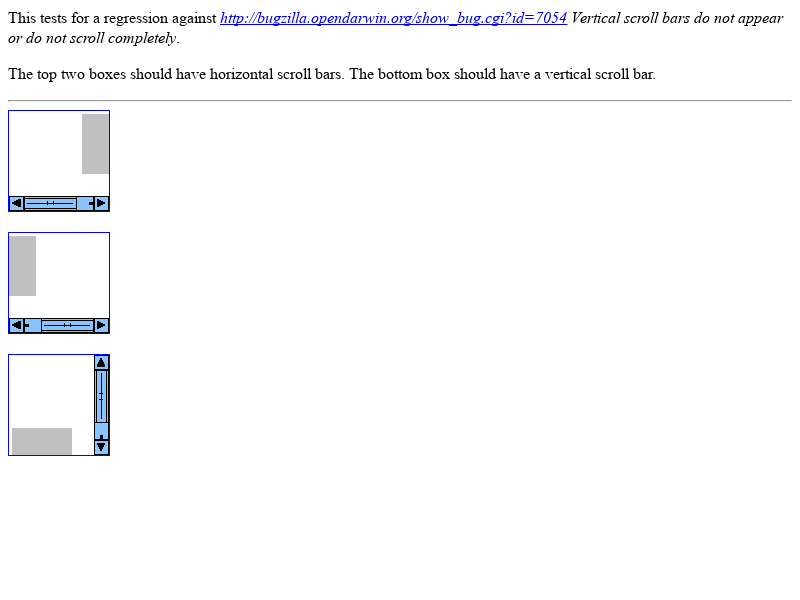 This tests for a regression against http://bugzilla.opendarwin.org/show_bug.cgi?id=7054 Vertical scroll bars do not appear
or do not scroll completely.
The top two boxes should have horizontal scroll bars. The bottom box should have a vertical scroll bar.